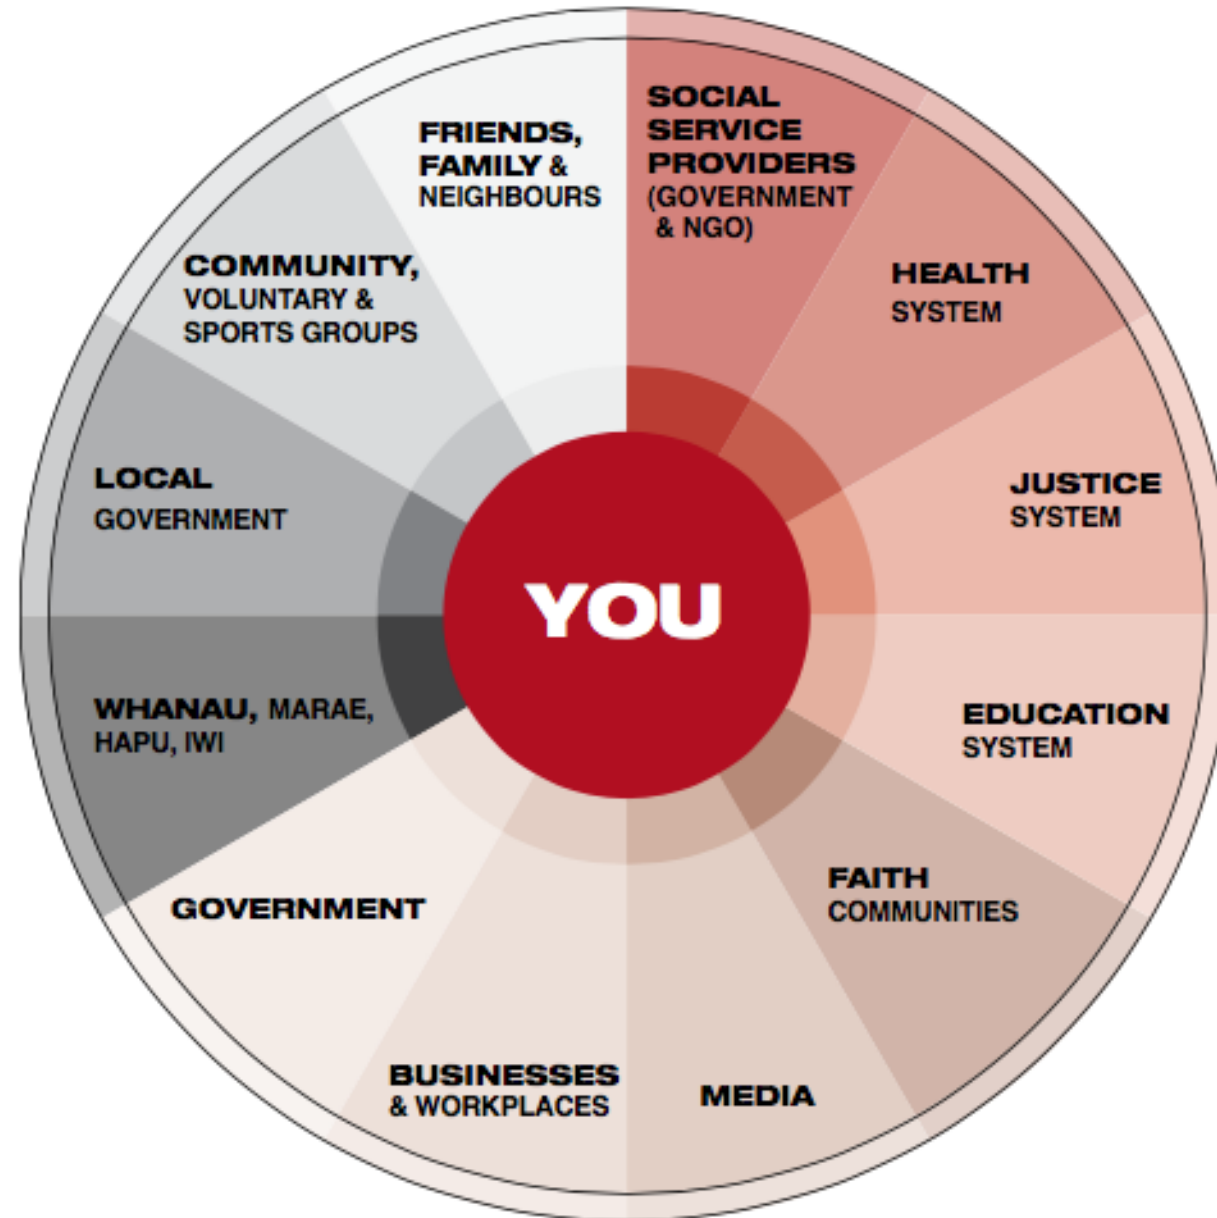 FRIENDS,
FAMILY &
NEIGHBOURS
SOCIAL
SERVICE
PROVIDERS
(GOVERNMENT
& NGO)
HEALTH
SYSTEM
JUSTICE
SYSTEM
EDUCATION
SYSTEM
FAITH
COMMUNITIES
MEDIA
BUSINESSES
& WORKPLACES
GOVERNMENT
WHANAU, MARAE,
HAPU, IWI
LOCAL
GOVERNMENT
COMMUNITY,
VOLUNTARY &
SPORTS GROUPS
YOU